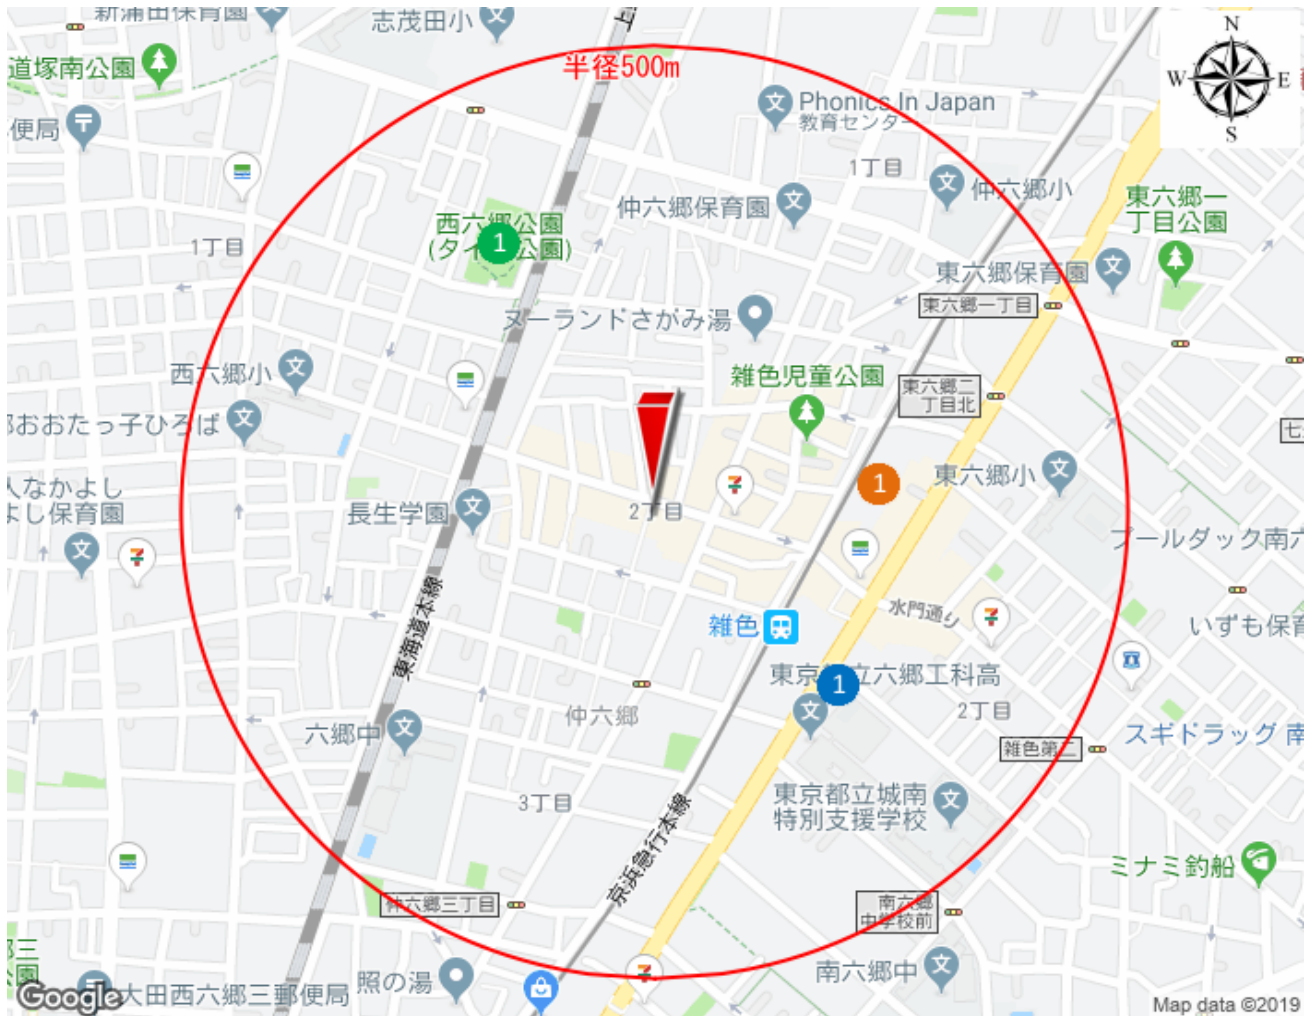 新蒲田保育園
志茂田小
上
N
W
E
S
半径500m
道塚南公園
便局
Phonics In Japan
教育センター
1丁目
仲六郷小
仲六郷保育園
東六郷一
丁目公園
西六郷公園
1
公園)
1丁目
東六郷保育園
東六郷一丁目
ヌーランドさがみ湯
西六郷小
雑色児童公園
東六郷二
丁目北
おおたっ子ひろば
七
人なかよし
よし保育園
長生学園
2丁目
1
東六郷小
プールダック南六
東海道本線
雑色
水門通り
いずも保育
東京
1
立六郷工科高
2丁目
仲六郷
六郷中
雑色第二
スギドラッグ 南
3丁目
東京都立城南
特別支援学校
京浜急行本線
ミナミ釣船
仲六郷三丁目
南六郷
中学校前
郷三
公園
大田西六郷三郵便局
照の湯
南六郷中
Google
Map data ©2019